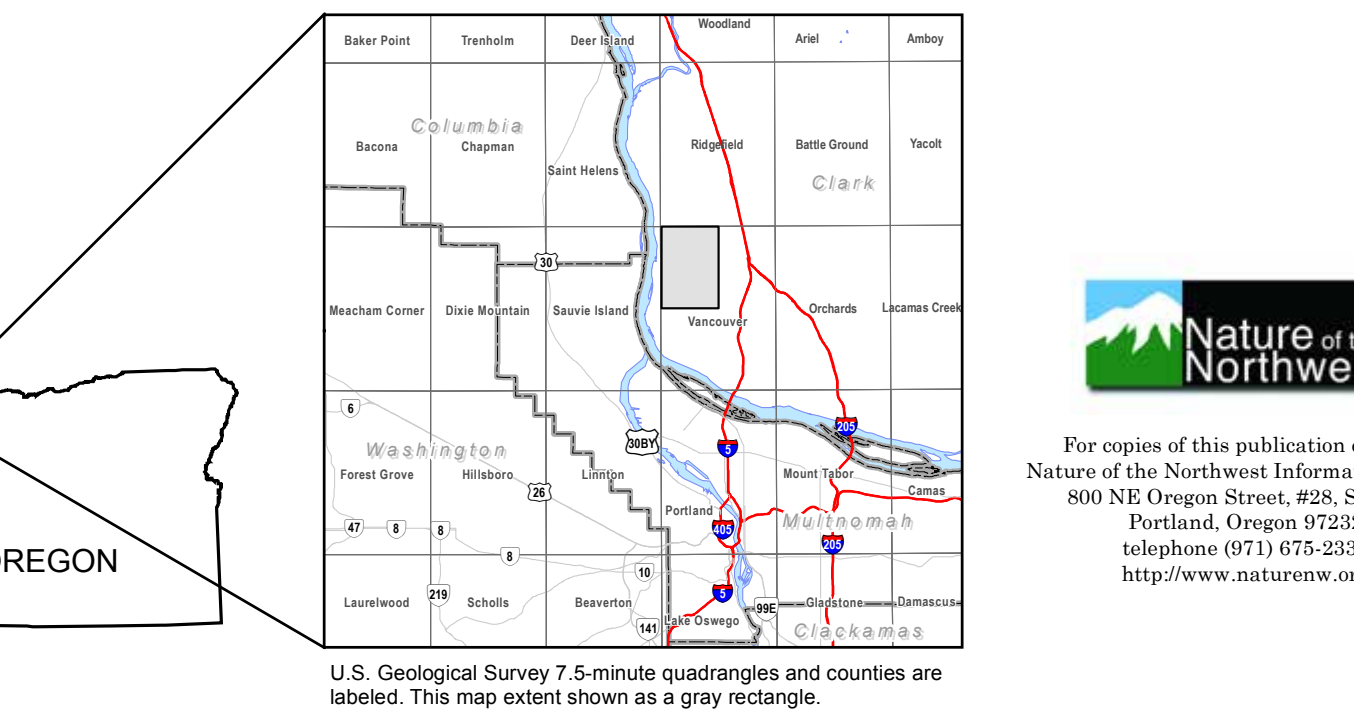 Woodland
Baker Point Trenholm Deer Island Ariel Amboy
Columbia
Bacona Chapman Ridgefield Battle Ground Yacolt
Saint Helens
Clark
30
Meacham Corner Dixie Mountain Sauvie Island Orchards Lacamas Creek
Vancouver
6
205
30BY
5
Washington
Forest Grove Hillsboro Linnton Mount Tabor
26
Camas
Portland
Multnomah
47 8 8 405
205
8
10
219
5
Laurelwood Scholls Beaverton 99E Gladstone Damascus
141 Lake Oswego
Clackamas
REGON
U.S. Geological Survey 7.5-minute quadrangles and counties are
labeled. This map extent shown as a gray rectangle.
Nature of t
Northwe
For copies of this publication
Nature of the Northwest Informa
800 NE Oregon Street, #28, S
Portland, Oregon 97232
telephone (971) 675-233
http://www.naturenw.or